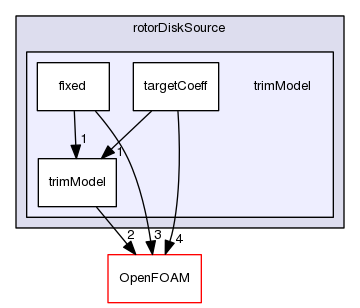 rotorDiskSource
fixed
targetCoeff
trimModel
1
1
trimModel
2
3
4
OpenFOAM